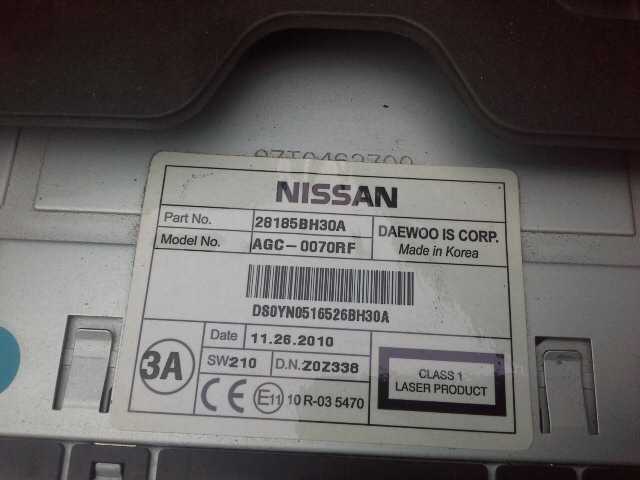 NISSAN
Part No. 28185BH30A
DAEWOO IS CORP.
Model No. AGC-0070RF
Made in Korea
DS0YN0516526BH30A
3A
Date 11.26.2010
SW210 D.N. Z0Z338
CE E11 10 R-03 5470
CLASS 1
LASER PRODUCT